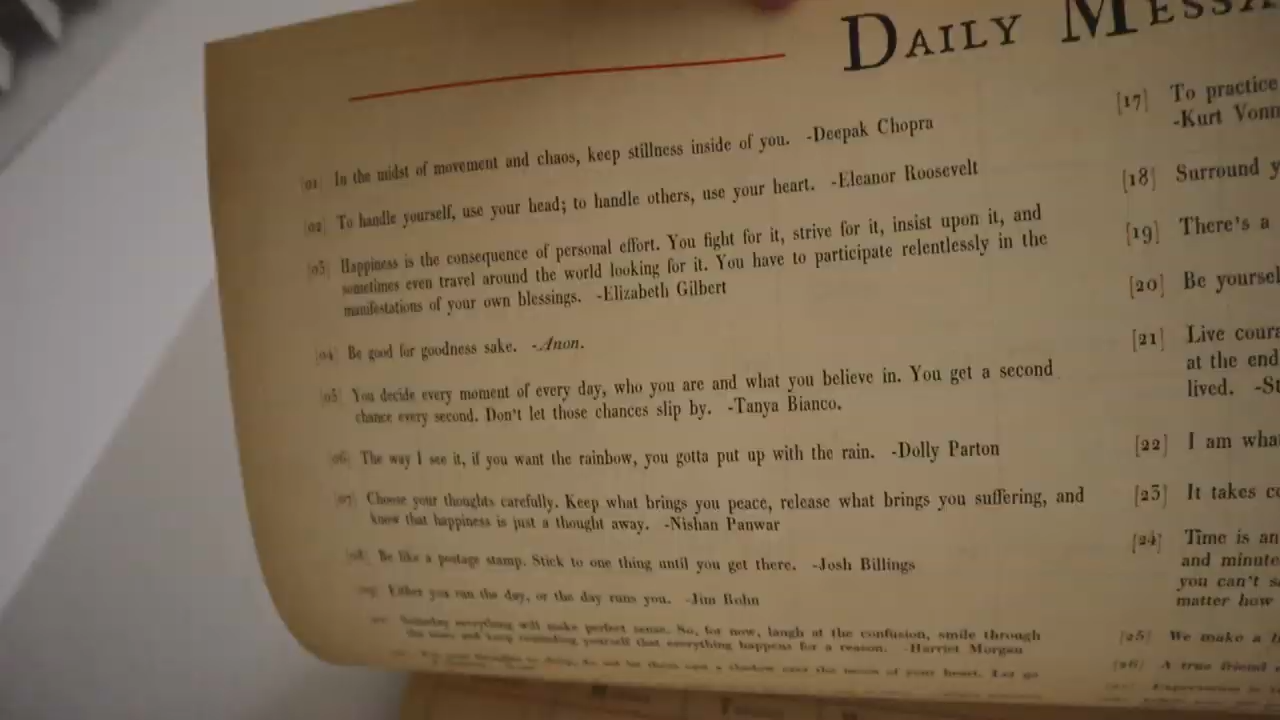 DAILY
[01] In the midst of movement and chaos, keep stillness inside of you. -Deepak Chopra
[02] To handle yourself, use your head; to handle others, use your heart. -Eleanor Roosevelt
[03] Happiness is the consequence of personal effort. You fight for it, strive for it, insist upon it, and
sometimes even travel around the world looking for it. You have to participate relentlessly in the
manifestations of your own blessings. -Elizabeth Gilbert
[04] Be good for goodness sake. -Anon.
[05] You decide every moment of every day, who you are and what you believe in. You get a second
chance every second. Don't let those chances slip by. -Tanya Bianco.
[06] The way I see it, if you want the rainbow, you gotta put up with the rain. -Dolly Parton
[07] Choose your thoughts carefully. Keep what brings you peace, release what brings you suffering, and
know that happiness is just a thought away. -Nishan Panwar
[08] Be like a postage stamp. Stick to one thing until you get there. -Josh Billings
[09] Either you run the day, or the day runs you. -Jim Rohn
Someday everything will make perfect sense. So, for now, laugh at the confusion, smile through
the tears and keep reminding yourself that everything happens for a reason. -Harriet Morgan
of your heart. Let go
[17] To practice
-Kurt Vonn
[18] Surround y
[19] There's a
[20] Be yoursel
[21] Live coura
at the end
lived. -St
[22] I am wha
[23] It takes co
[24] Time is an
and minute
you can't s
matter how
[25] We make a
[26] A true friend